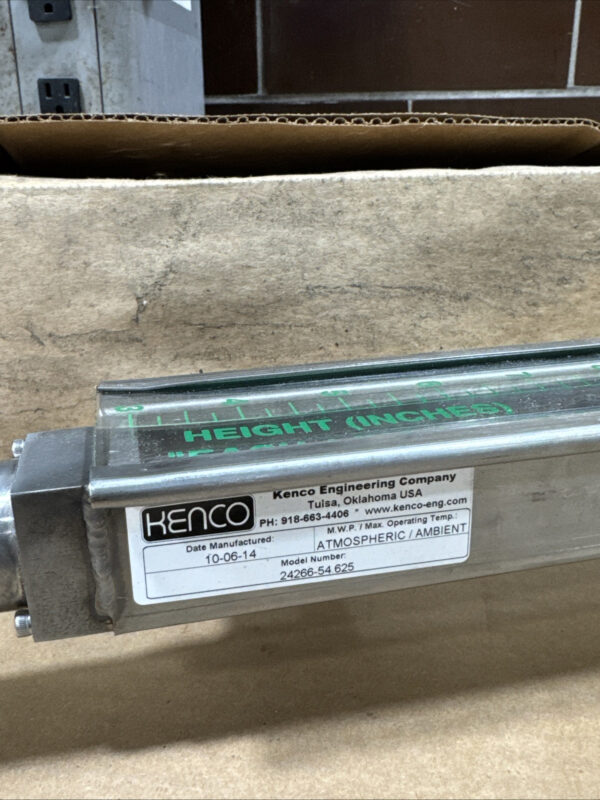 HEIGHT (INCHES)
KENCO
Kenco Engineering Company
Tulsa, Oklahoma USA
PH: 918-663-4406 * www.kenco-eng.com
Date Manufactured:
10-06-14
M.W.P. / Max. Operating Temp.:
ATMOSPHERIC / AMBIENT
Model Number:
24266-54.625